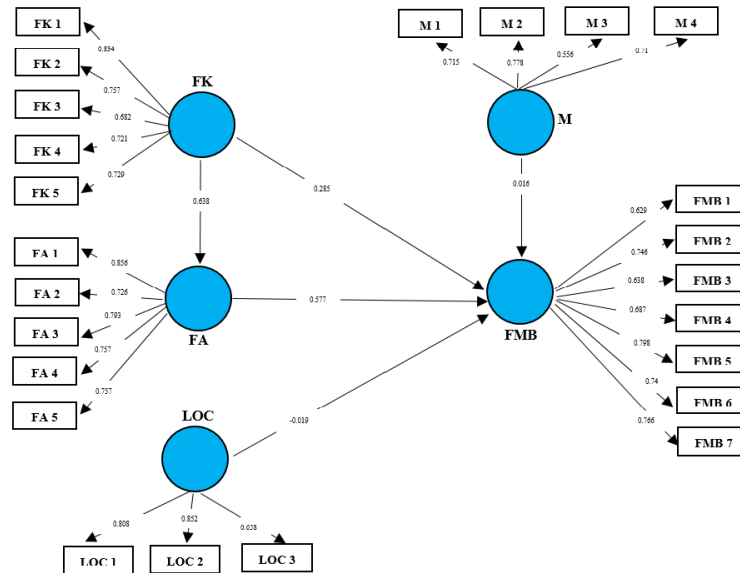 FK 1
FK 2
FK 3
FK 4
FK 5
0.834
0.757
0.682
0.721
0.729
FK
M 1
M 2
M 3
M 4
0.715
0.778
0.556
0.71
M
0.638
0.285
0.016
FA 1
FA 2
FA 3
FA 4
FA 5
0.856
0.726
0.793
0.757
0.757
FA
0.577
FMB
FMB 1
FMB 2
FMB 3
FMB 4
FMB 5
FMB 6
FMB 7
0.629
0.746
0.638
0.687
0.798
0.74
0.766
LOC
-0.019
0.808
0.852
0.658
LOC 1
LOC 2
LOC 3